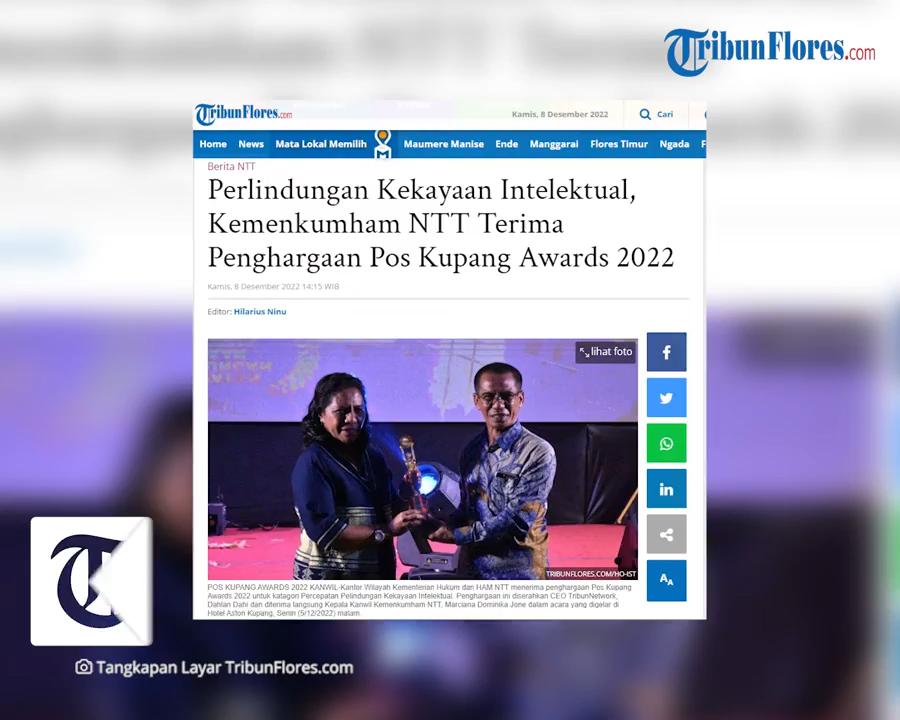 TribunFlores.com
TribunFlores.com
Kamis, 8 Desember 2022
Cari
Home News Mata Lokal Memilih Maumere Manise Ende Manggarai Flores Timur Ngada F
Berita NTT
Perlindungan Kekayaan Intelektual,
Kemenkumham NTT Terima
Penghargaan Pos Kupang Awards 2022
Kamis, 8 Desember 2022 14:15 WIB
Editor: Hilarius Ninu
lihat foto
TRIBUNFLORES.COM/HO-IST
POS KUPANG AWARDS 2022 KANWIL-Kantor Wilayah Kementerian Hukum dan HAM NTT menerima penghargaan Pos Kupang
Awards 2022 untuk katagori Percepatan Pelindungan Kekayaan Intelektual. Penghargaan ini diserahkan CEO TribunNetwork,
Dahlan Dahi dan diterima langsung Kepala Kanwil Kemenkumham NTT, Marciana Dominika Jone dalam acara yang digelar di
Hotel Aston Kupang, Senin (5/12/2022) malam.
AA
T
Tangkapan Layar TribunFlores.com